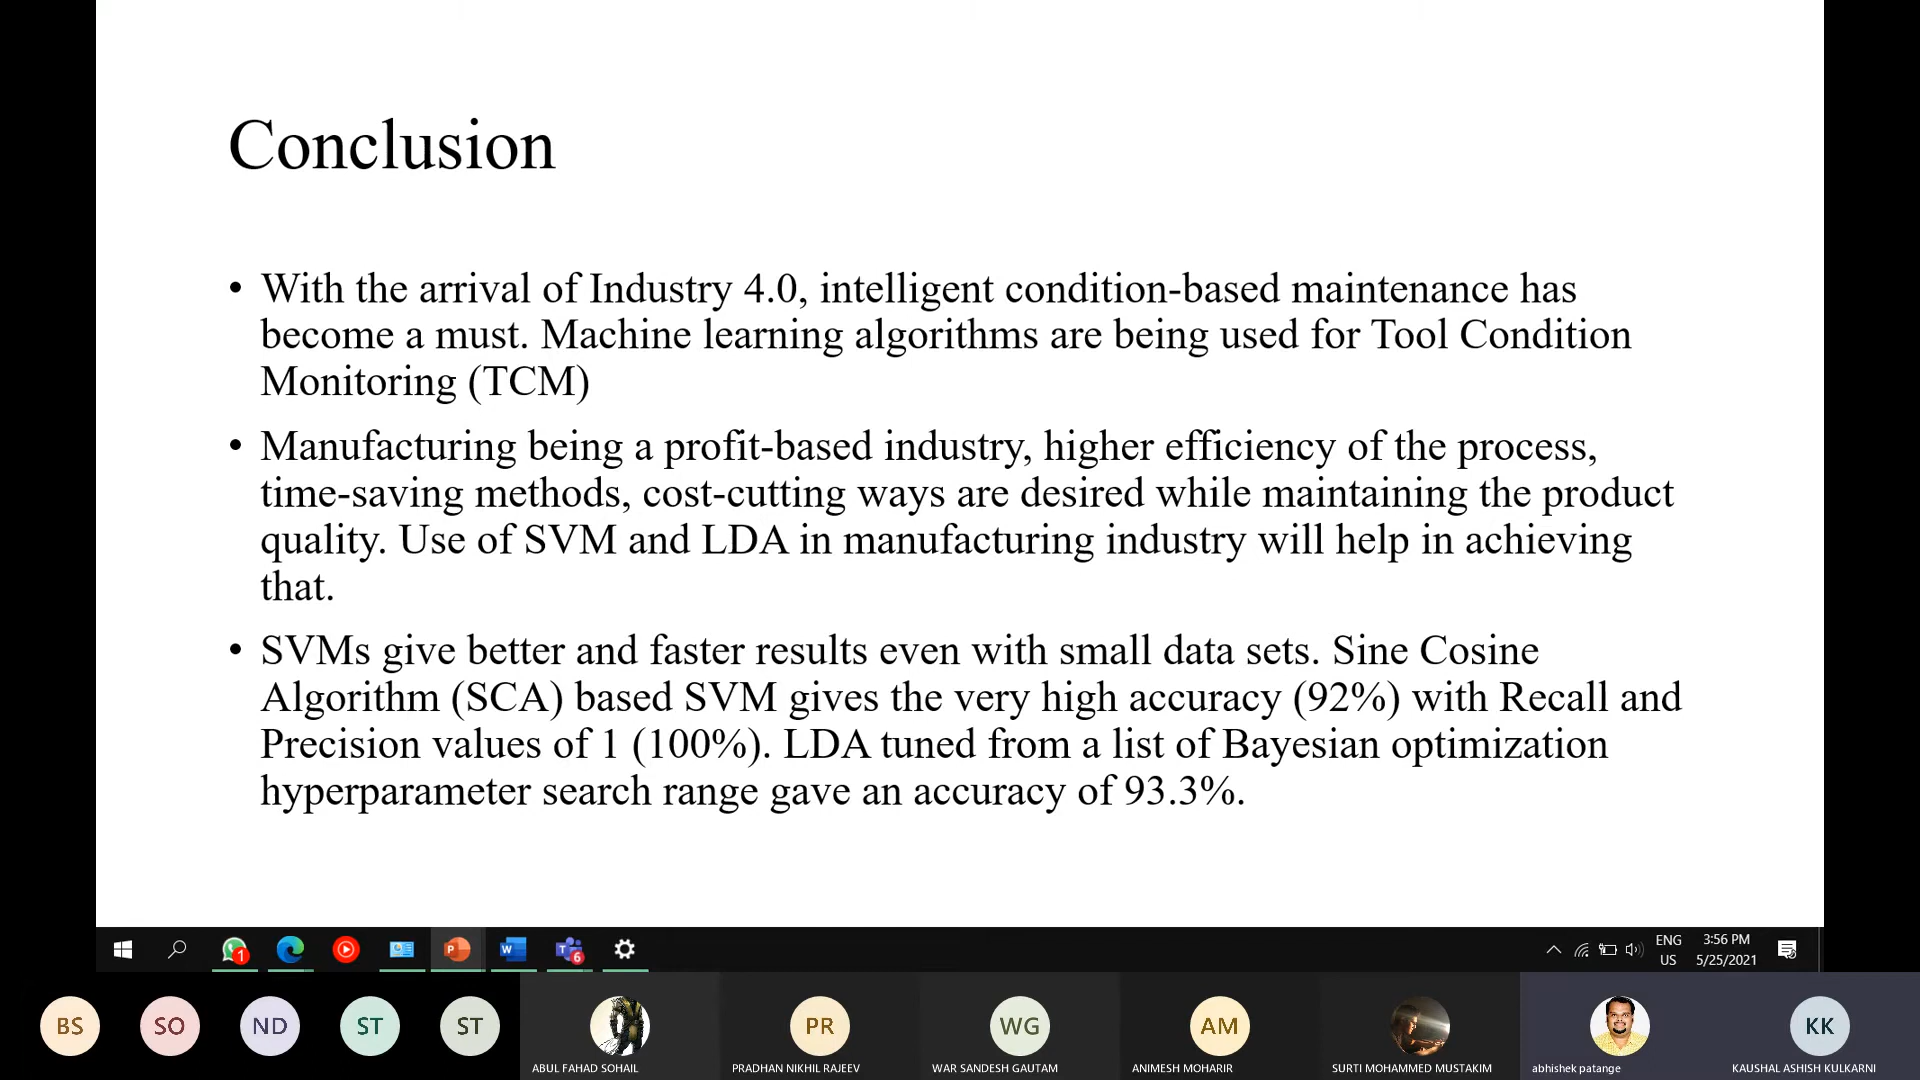 Conclusion
• With the arrival of Industry 4.0, intelligent condition-based maintenance has
become a must. Machine learning algorithms are being used for Tool Condition
Monitoring (TCM)
• Manufacturing being a profit-based industry, higher efficiency of the process,
time-saving methods, cost-cutting ways are desired while maintaining the product
quality. Use of SVM and LDA in manufacturing industry will help in achieving
that.
• SVMs give better and faster results even with small data sets. Sine Cosine
Algorithm (SCA) based SVM gives the very high accuracy (92%) with Recall and
Precision values of 1 (100%). LDA tuned from a list of Bayesian optimization
hyperparameter search range gave an accuracy of 93.3%.
1
P
W
T
6
ENG
US
3:56 PM
5/25/2021
BS
SO
ND
ST
ST
PR
WG
AM
KK
ABUL FAHAD SOHAIL
PRADHAN NIKHIL RAJEEV
WAR SANDESH GAUTAM
ANIMESH MOHARIR
SURTI MOHAMMED MUSTAKIM
abhishek patange
KAUSHAL ASHISH KULKARNI